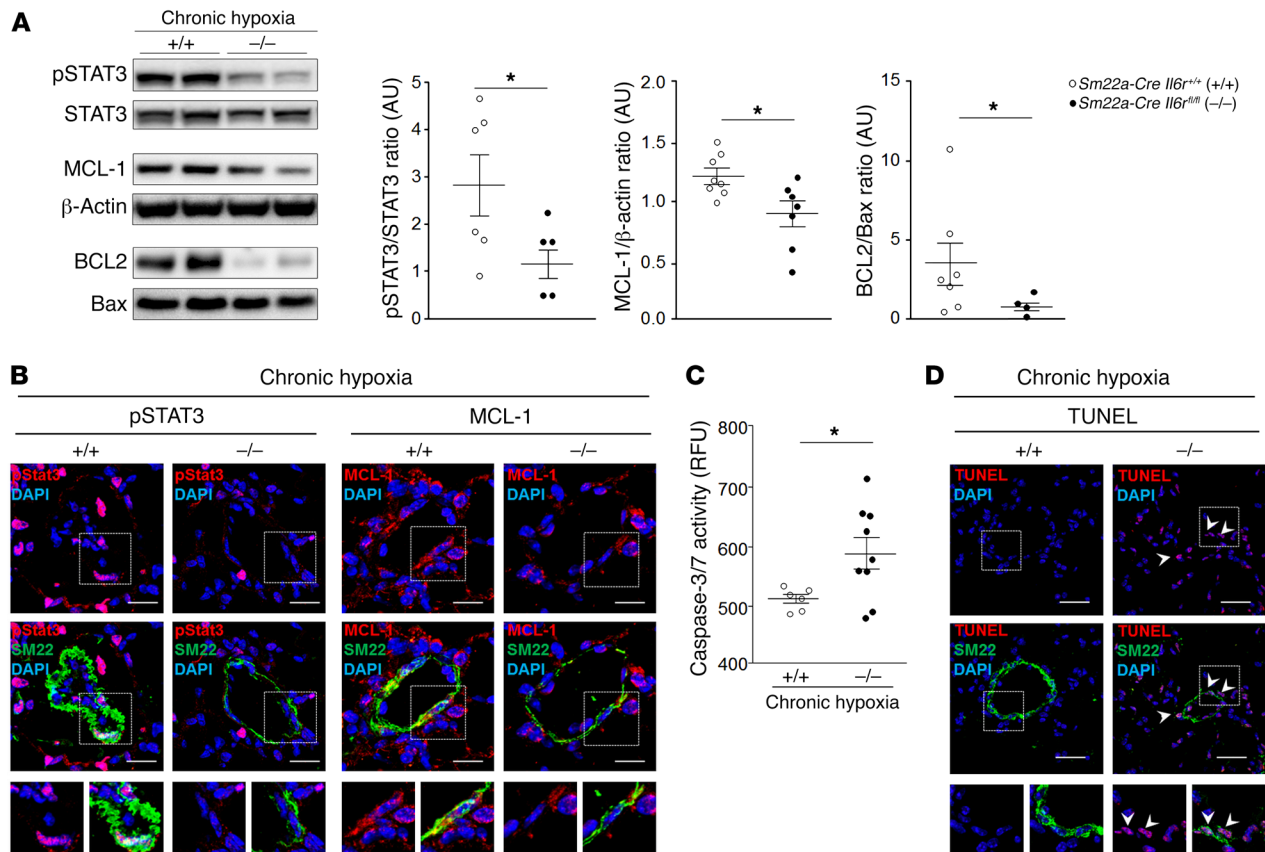 A
Chronic hypoxia
+/+ –/–
pSTAT3
STAT3
MCL-1
β-Actin
BCL2
Bax
pSTAT3/STAT3 ratio (AU)
5
4
3
2
1
0
*
MCL-1/β-actin ratio (AU)
2.0
1.5
1.0
0.5
0.0
*
BCL2/Bax ratio (AU)
15
10
5
0
*
Sm22a-Cre Il6r+/+ (+/+)
Sm22a-Cre Il6rfl/fl (–/–)
B
Chronic hypoxia
pSTAT3 MCL-1
+/+ –/– +/+ –/–
pStat3 pStat3 MCL-1 MCL-1
DAPI DAPI DAPI DAPI
pStat3 pStat3 MCL-1 MCL-1
SM22 SM22 SM22 SM22
DAPI DAPI DAPI DAPI
C
Caspase-3/7 activity (RFU)
800
700
600
500
400
*
+/+ –/–
Chronic hypoxia
D
Chronic hypoxia
TUNEL
+/+ –/–
TUNEL TUNEL
DAPI DAPI
TUNEL TUNEL
SM22 SM22
DAPI DAPI